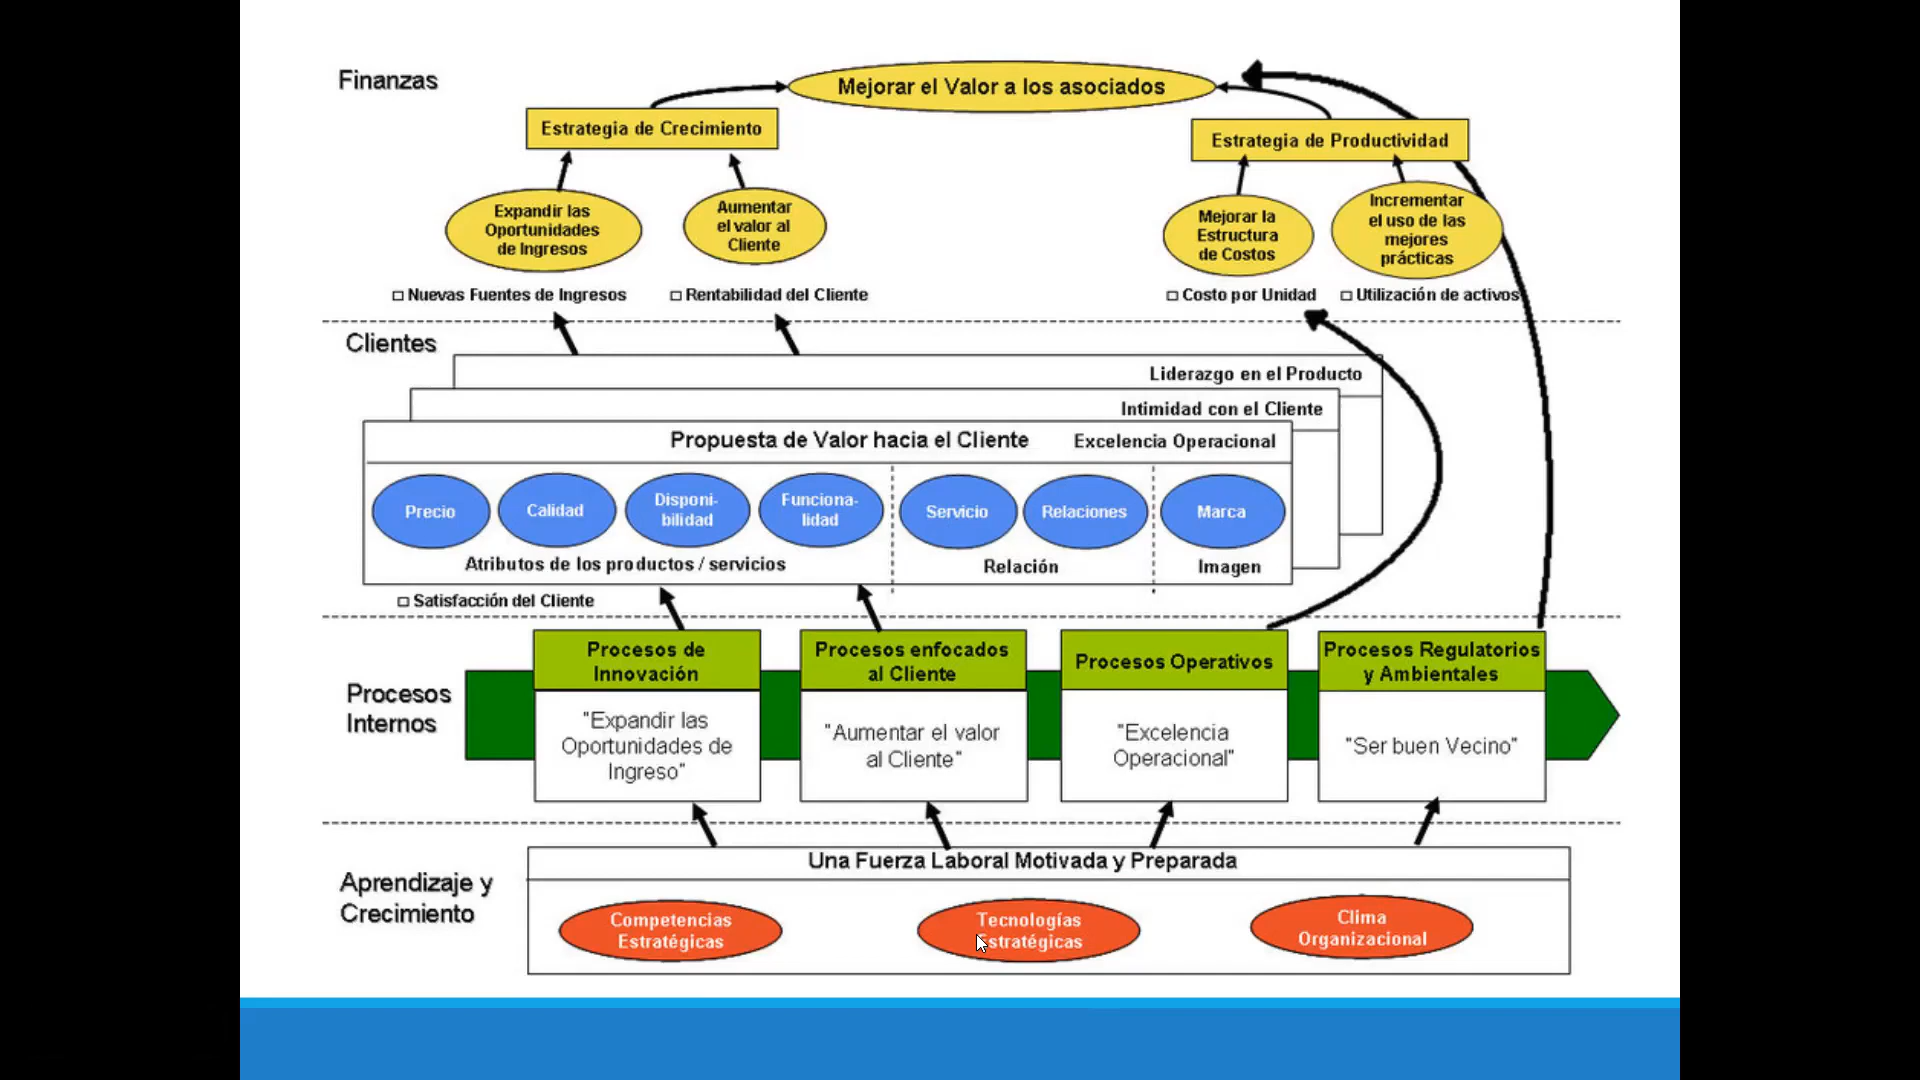 Finanzas
Mejorar el Valor a los asociados
Estrategia de Crecimiento
Estrategia de Productividad
Expandir las
Oportunidades
de Ingresos
Aumentar
el valor al
Cliente
Mejorar la
Estructura
de Costos
Incrementar
el uso de las
mejores
prácticas
Nuevas Fuentes de Ingresos
Rentabilidad del Cliente
Costo por Unidad
Utilización de activos
Clientes
Liderazgo en el Producto
Intimidad con el Cliente
Propuesta de Valor hacia el Cliente
Excelencia Operacional
Precio
Calidad
Disponi-
bilidad
Funciona-
lidad
Servicio
Relaciones
Marca
Atributos de los productos / servicios
Relación
Imagen
Satisfacción del Cliente
Procesos
Internos
Procesos de
Innovación
"Expandir las
Oportunidades de
Ingreso"
Procesos enfocados
al Cliente
"Aumentar el valor
al Cliente"
Procesos Operativos
"Excelencia
Operacional"
Procesos Regulatorios
y Ambientales
"Ser buen Vecino"
Aprendizaje y
Crecimiento
Una Fuerza Laboral Motivada y Preparada
Competencias
Estratégicas
Tecnologías
Estratégicas
Clima
Organizacional